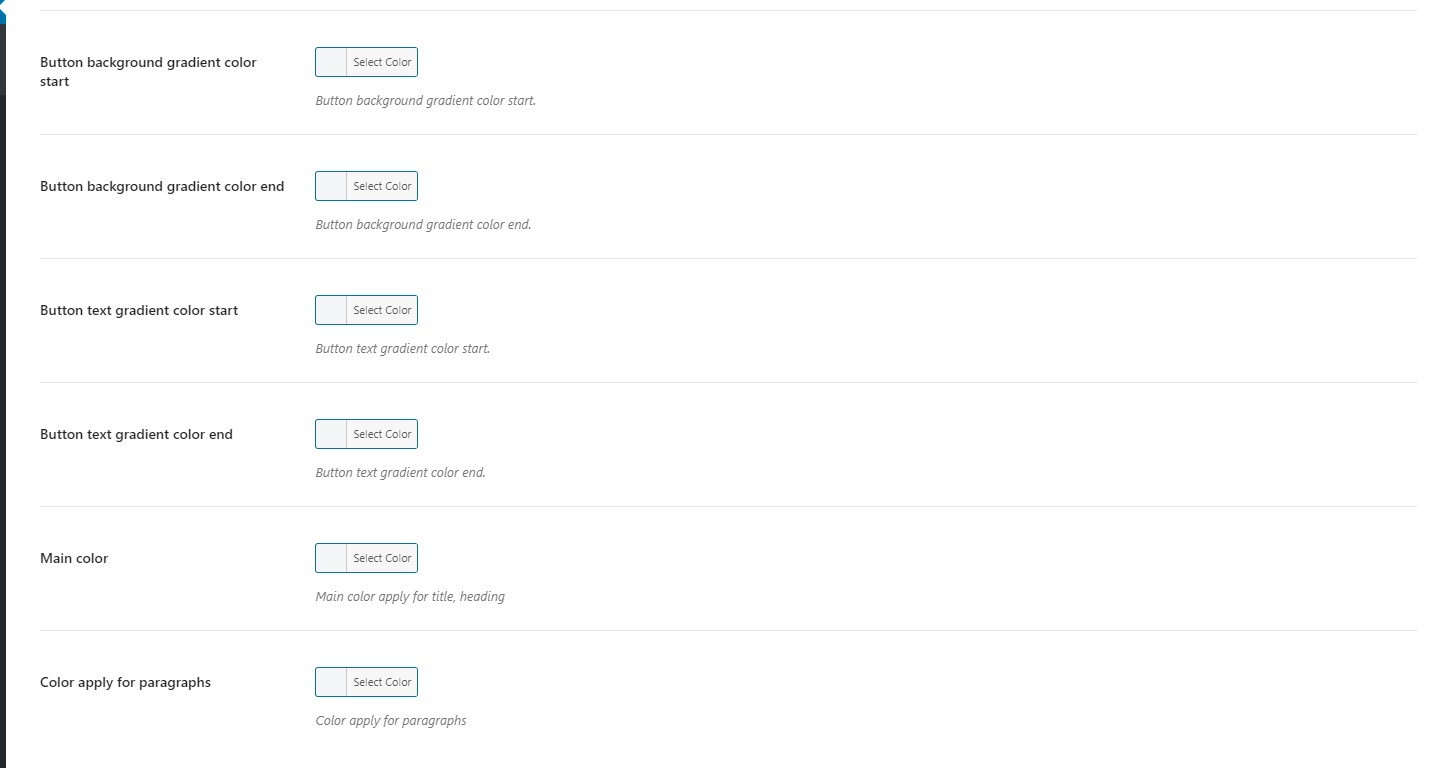 Button background gradient color
start
Select Color
Button background gradient color start.
Button background gradient color end
Select Color
Button background gradient color end.
Button text gradient color start
Select Color
Button text gradient color start.
Button text gradient color end
Select Color
Button text gradient color end.
Main color
Select Color
Main color apply for title, heading
Color apply for paragraphs
Select Color
Color apply for paragraphs